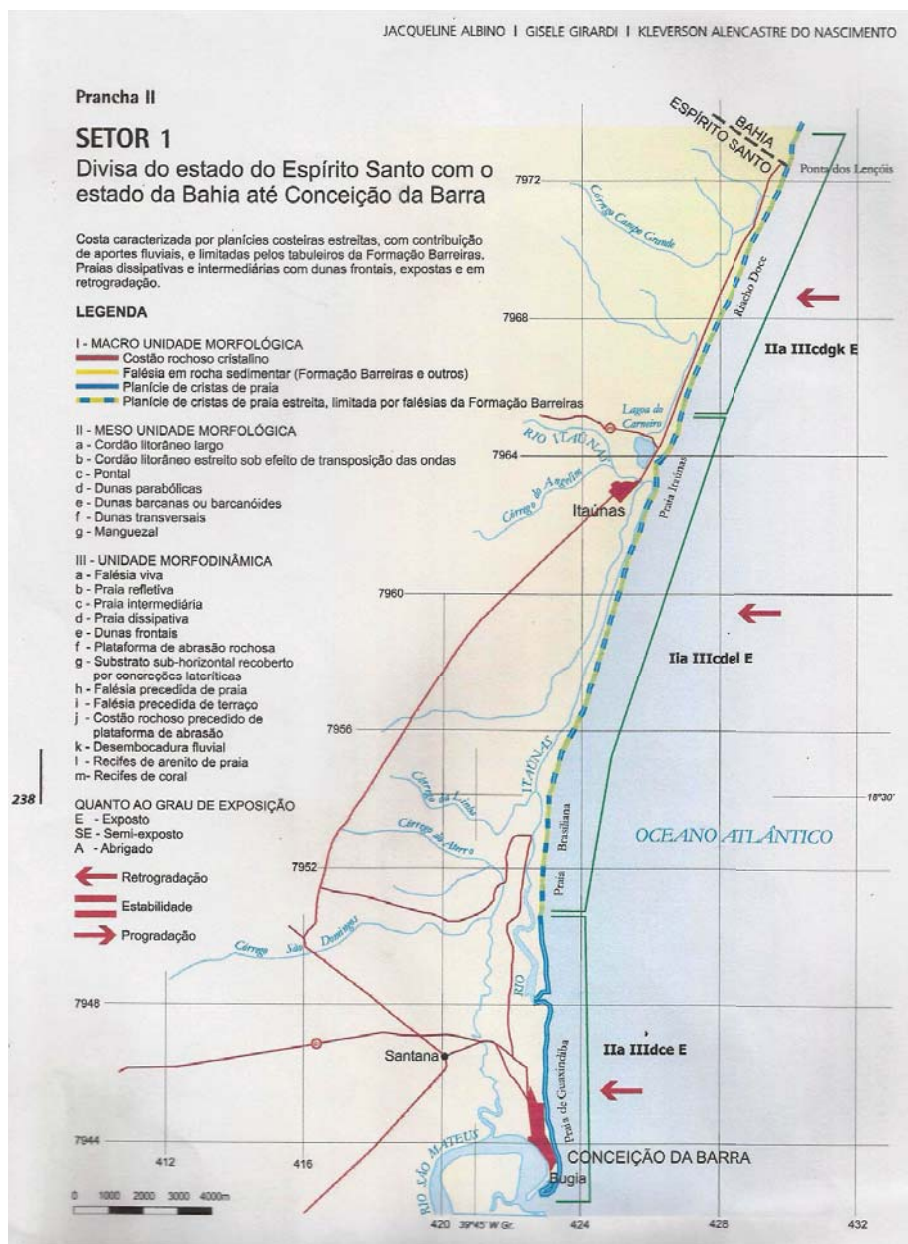 JACQUELINE ALBINO I GISELE GIRARDI I KLEVERSON ALENCASTRE DO NASCIMENTO
Prancha II
SETOR 1
Divisa do estado do Espírito Santo com o
estado da Bahia até Conceição da Barra
Costa caracterizada por planícies costeiras estreitas, com contribuição
de aportes fluviais, e limitadas pelos tabuleiros da Formação Barreiras.
Praias dissipativas e intermediárias com dunas frontais, expostas e em
retrogradação.
LEGENDA
I - MACRO UNIDADE MORFOLÓGICA
Costão rochoso cristalino
Falésia em rocha sedimentar (Formação Barreiras e outros)
Planície de cristas de praia
Planície de cristas de praia estreita, limitada por falésias da Formação Barreiras
II - MESO UNIDADE MORFOLÓGICA
a - Cordão litorâneo largo
b - Cordão litorâneo estreito sob efeito de transposição das ondas
c - Pontal
d - Dunas parabólicas
e - Dunas barcanas ou barcanóides
f - Dunas transversais
g - Manguezal
III - UNIDADE MORFODINÂMICA
a - Falésia viva
b - Praia refletiva
c - Praia intermediária
d - Praia dissipativa
e - Dunas frontais
f - Plataforma de abrasão rochosa
g - Substrato sub-horizontal recoberto
por concreções lateríticas
h - Falésia precedida de praia
i - Falésia precedida de terraço
j - Costão rochoso precedido de
plataforma de abrasão
k - Desembocadura fluvial
l - Recifes de arenito de praia
m- Recifes de coral
QUANTO AO GRAU DE EXPOSIÇÃO
E - Exposto
SE - Semi-exposto
A - Abrigado
Retrogradação
Estabilidade
Progradação
238
BAHIA
ESPÍRITO SANTO
Ponta dos Lençóis
7972
Córrego Campo Grande
Riacho Doce
7968
IIa IIIcdgk E
Lagoa do
Carneiro
RIO ITAÚNAS
7964
Córrego do Angelim
Itaúnas
Praia Itaúnas
7960
Iia IIIcdel E
7956
ITAÚNAS
Córrego da Linha
18°30'
Córrego do Aterro
Praia Brasiliana
OCEANO ATLÂNTICO
7952
Córrego São Domingos
RIO
7948
Santana
IIa IIIdce E
Praia de Guaxindiba
7944
RIO SÃO MATEUS
CONCEIÇÃO DA BARRA
Bugia
412
416
420
39°45' W Gr.
424
428
432
0 1000 2000 3000 4000m